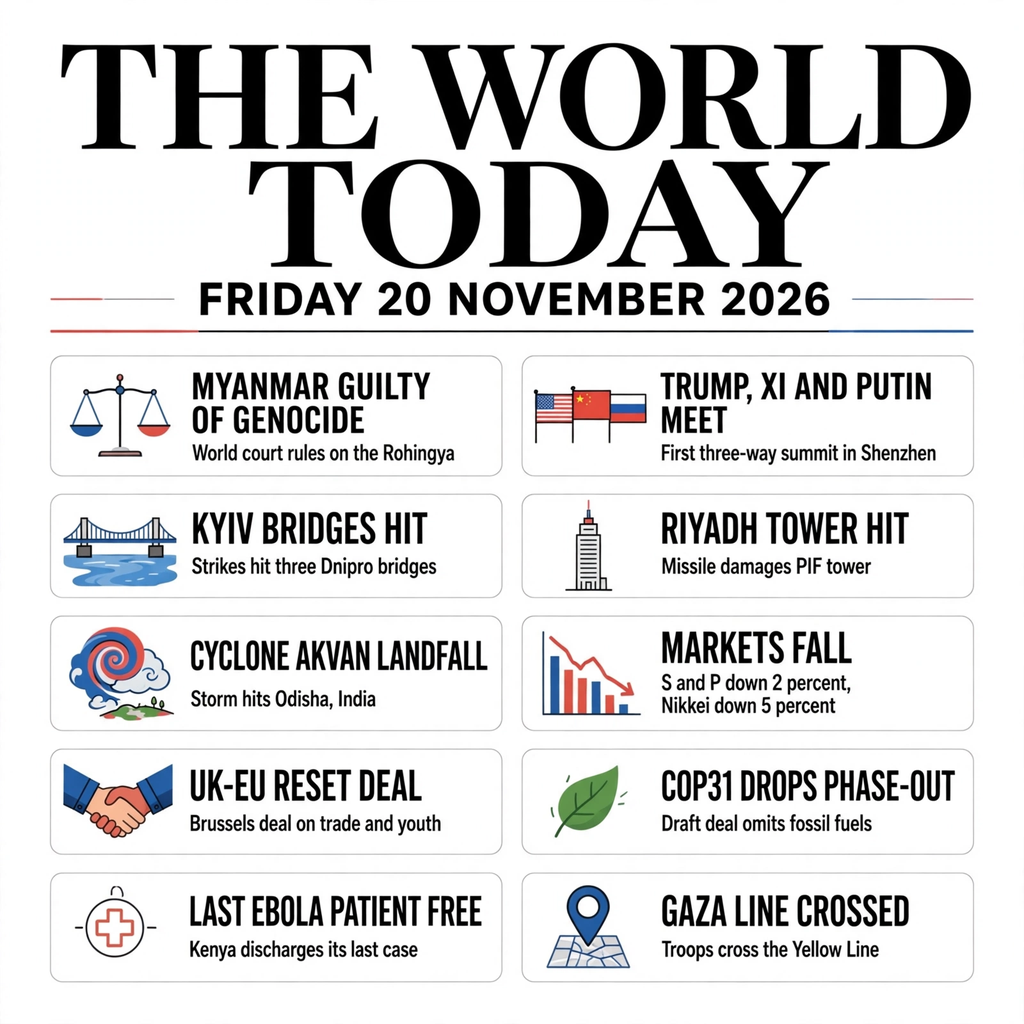 THE WORLD
TODAY
FRIDAY 20 NOVEMBER 2026
MYANMAR GUILTY
OF GENOCIDE
World court rules on the Rohingya
TRUMP, XI AND PUTIN
MEET
First three-way summit in Shenzhen
KYIV BRIDGES HIT
Strikes hit three Dnipro bridges
RIYADH TOWER HIT
Missile damages PIF tower
CYCLONE AKVAN LANDFALL
Storm hits Odisha, India
MARKETS FALL
S and P down 2 percent,
Nikkei down 5 percent
UK-EU RESET DEAL
Brussels deal on trade and youth
COP31 DROPS PHASE-OUT
Draft deal omits fossil fuels
LAST EBOLA PATIENT FREE
Kenya discharges its last case
GAZA LINE CROSSED
Troops cross the Yellow Line